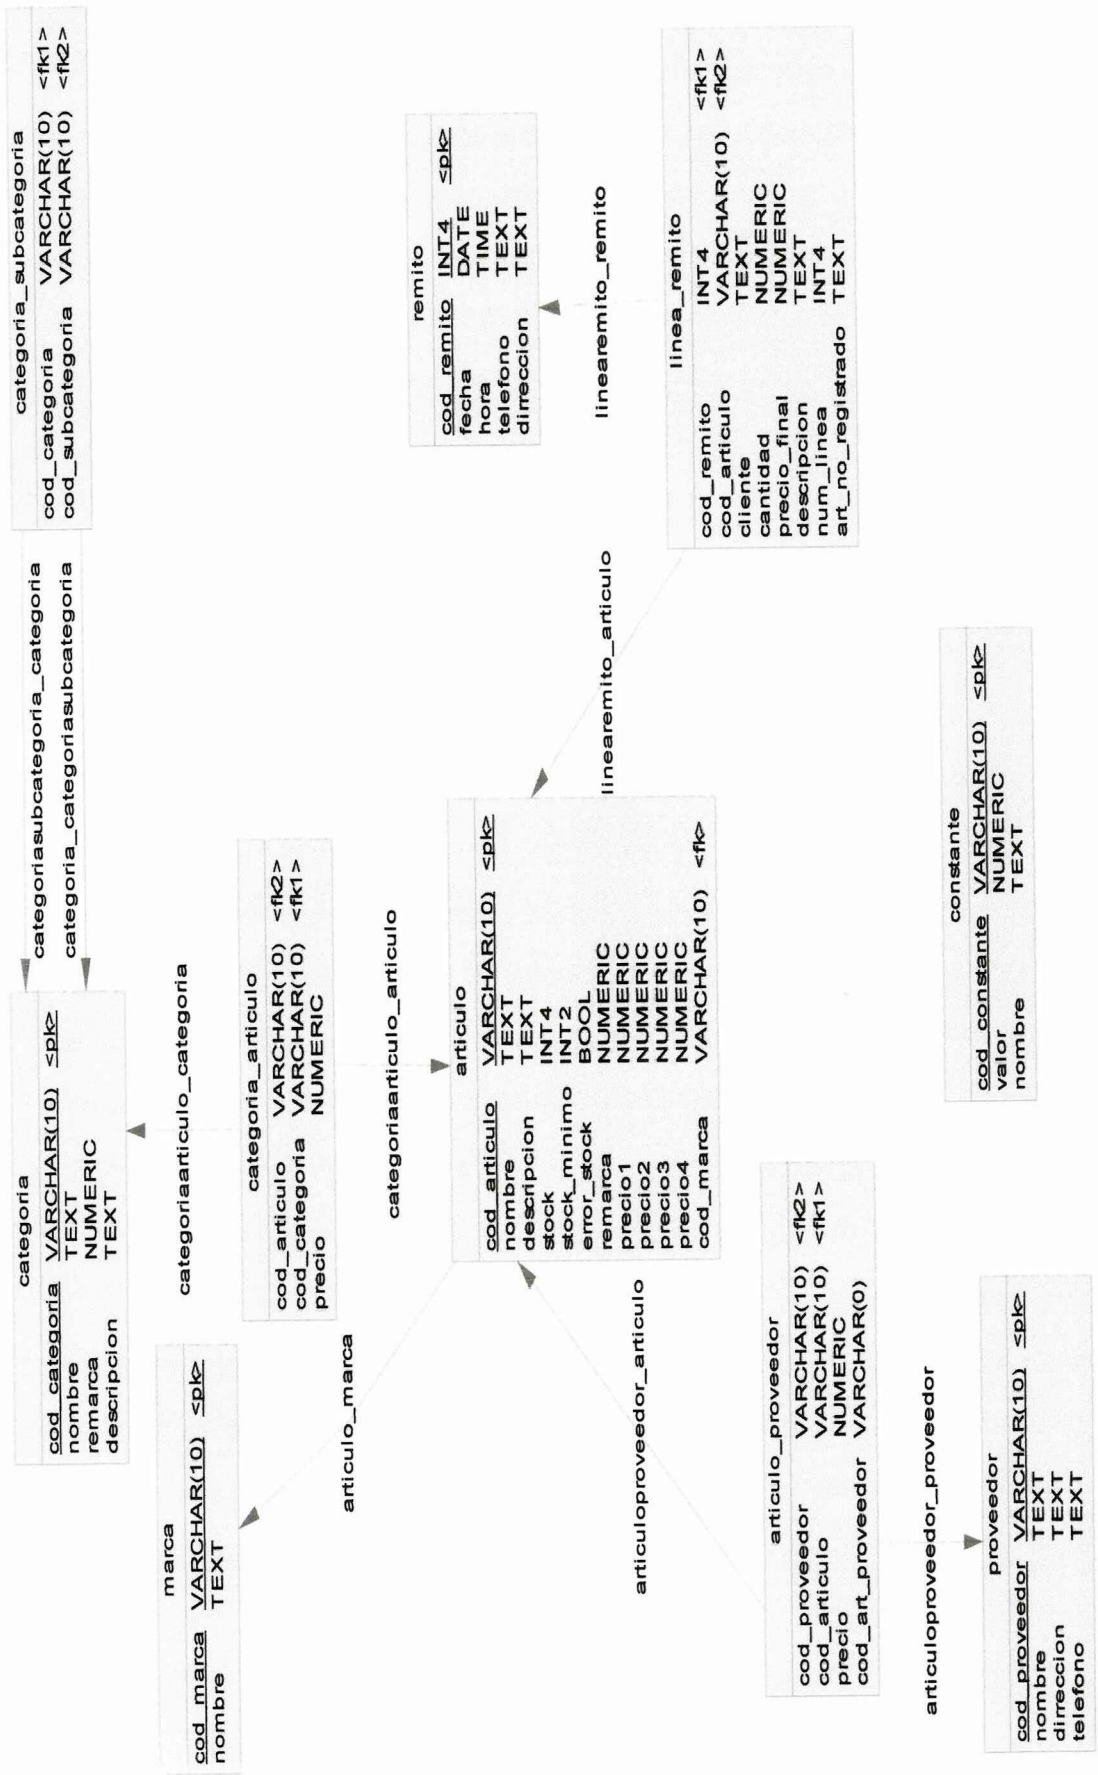 categoria_subcategoria
cod_categoria VARCHAR(10) <fk1>
cod_subcategoria VARCHAR(10) <fk2>
categoriasubcategoria_categoria
categoria_categoriasubcategoria
categoria
cod_categoria VARCHAR(10) <pk>
nombre TEXT
remarca NUMERIC
descripcion TEXT
categoriaarticulo_categoria
marca
cod_marca VARCHAR(10) <pk>
nombre TEXT
categoria_articulo
cod_articulo VARCHAR(10) <fk2>
cod_categoria VARCHAR(10) <fk1>
precio NUMERIC
remito
cod_remito INT4 <pk>
fecha DATE
hora TIME
telefono TEXT
dirreccion TEXT
articulo_marca
categoriaarticulo_articulo
linearemito_remito
articulo
cod_articulo VARCHAR(10) <pk>
nombre TEXT
descripcion TEXT
stock INT4
stock_minimo INT2
error_stock BOOL
remarca NUMERIC
precio1 NUMERIC
precio2 NUMERIC
precio3 NUMERIC
precio4 NUMERIC
cod_marca VARCHAR(10) <fk>
linearemito_articulo
linea_remito
cod_remito INT4 <fk1>
cod_articulo VARCHAR(10) <fk2>
cliente TEXT
cantidad NUMERIC
precio_final NUMERIC
descripcion TEXT
num_linea INT4
art_no_registrado TEXT
articuloproveedor_articulo
articulo_proveedor
cod_proveedor VARCHAR(10) <fk2>
cod_articulo VARCHAR(10) <fk1>
precio NUMERIC
cod_art_proveedor VARCHAR(0)
articuloproveedor_proveedor
constante
cod_constante VARCHAR(10) <pk>
valor NUMERIC
nombre TEXT
proveedor
cod_proveedor VARCHAR(10) <pk>
nombre TEXT
dirreccion TEXT
telefono TEXT